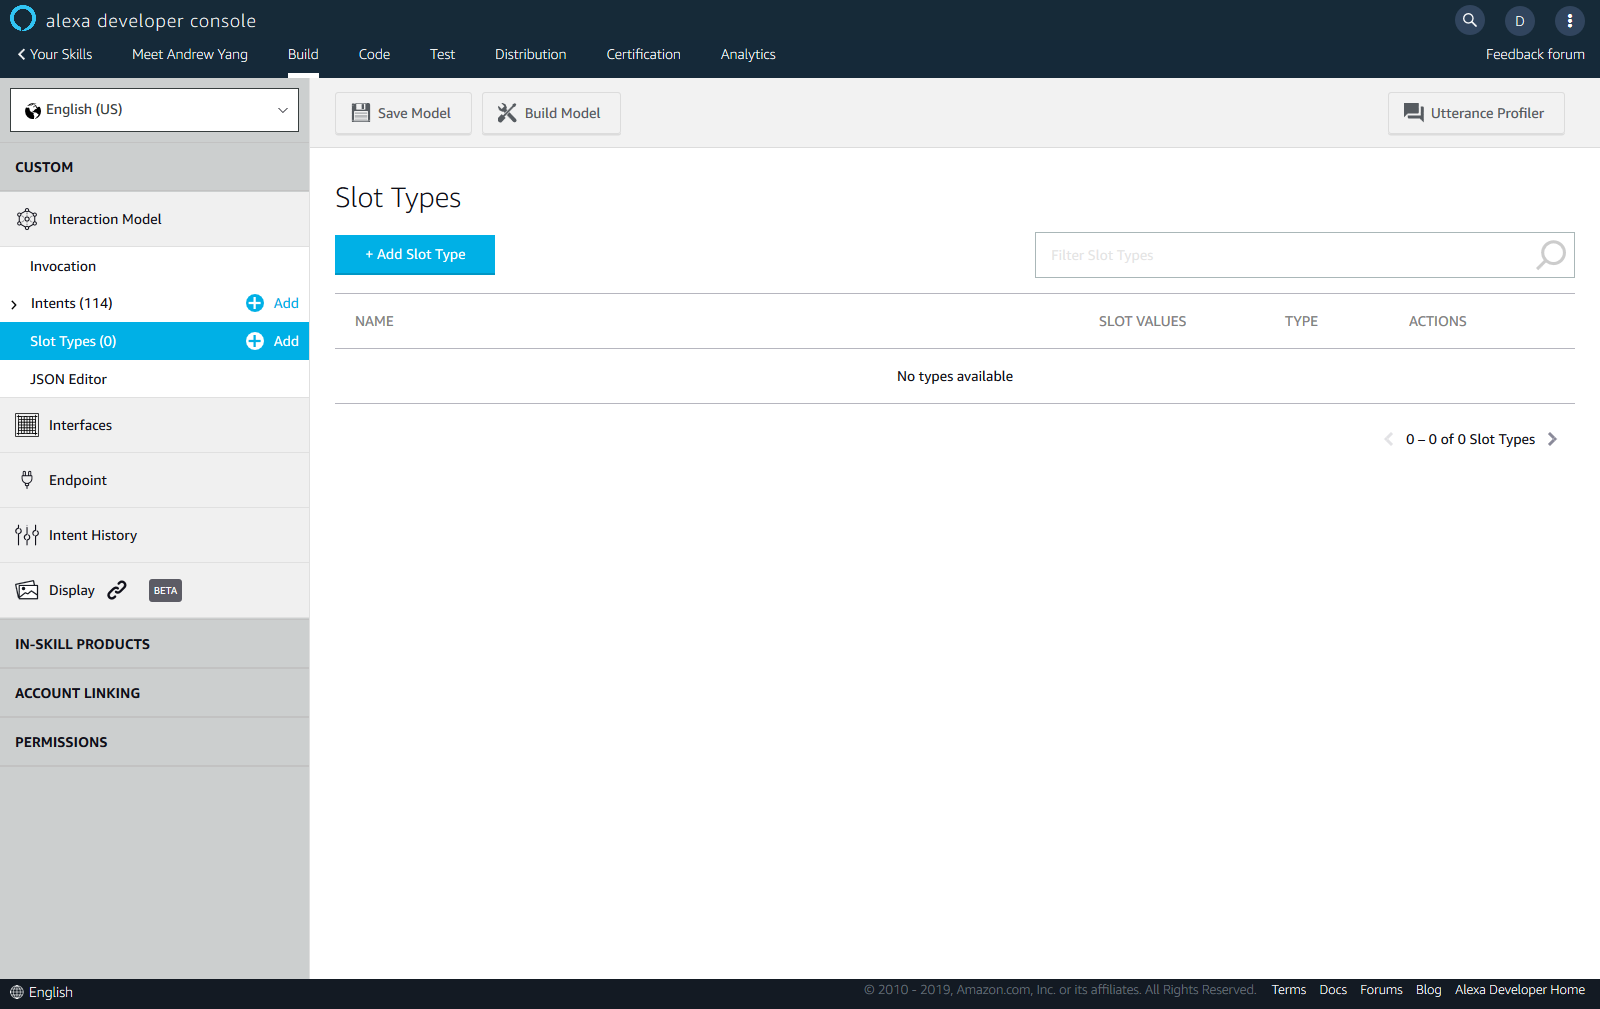 alexa developer console
D
Your Skills
Meet Andrew Yang
Build
Code
Test
Distribution
Certification
Analytics
Feedback forum
English (US)
Save Model
Build Model
Utterance Profiler
CUSTOM
Interaction Model
Invocation
Intents (114)
Add
Slot Types (0)
Add
JSON Editor
Interfaces
Endpoint
Intent History
Display
BETA
IN-SKILL PRODUCTS
ACCOUNT LINKING
PERMISSIONS
Slot Types
+ Add Slot Type
Filter Slot Types
NAME
SLOT VALUES
TYPE
ACTIONS
No types available
0 – 0 of 0 Slot Types
English
© 2010 - 2019, Amazon.com, Inc. or its affiliates. All Rights Reserved.
Terms
Docs
Forums
Blog
Alexa Developer Home